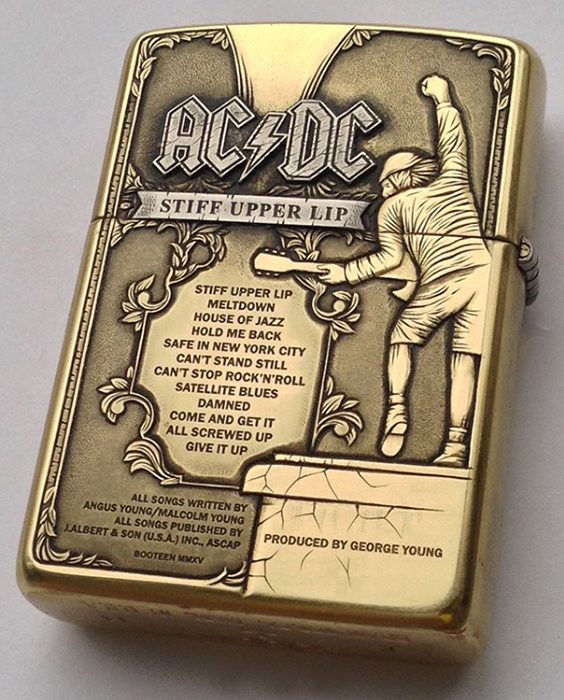 AC⚡DC
STIFF UPPER LIP
STIFF UPPER LIP
MELTDOWN
HOUSE OF JAZZ
HOLD ME BACK
SAFE IN NEW YORK CITY
CAN'T STAND STILL
CAN'T STOP ROCK'N'ROLL
SATELLITE BLUES
DAMNED
COME AND GET IT
ALL SCREWED UP
GIVE IT UP
ALL SONGS WRITTEN BY
ANGUS YOUNG/MALCOLM YOUNG
ALL SONGS PUBLISHED BY
J.ALBERT & SON (U.S.A.) INC., ASCAP
BOOTEEN MMXV
PRODUCED BY GEORGE YOUNG